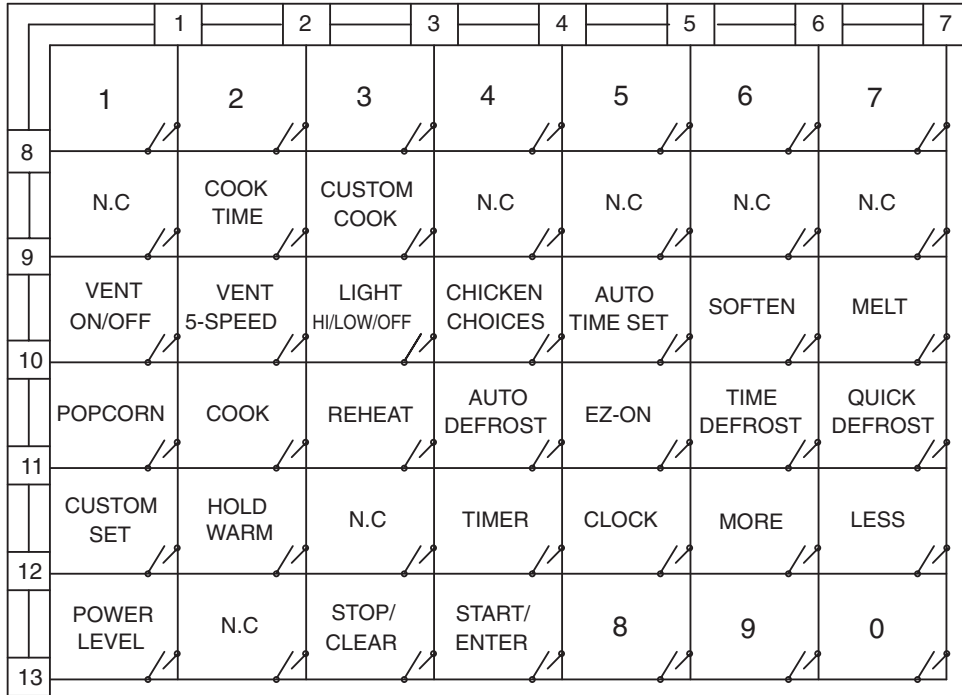 1 2 3 4 5 6 7
1 2 3 4 5 6 7
8
N.C COOK TIME CUSTOM COOK N.C N.C N.C N.C
9
VENT ON/OFF VENT 5-SPEED LIGHT HI/LOW/OFF CHICKEN CHOICES AUTO TIME SET SOFTEN MELT
10
POPCORN COOK REHEAT AUTO DEFROST EZ-ON TIME DEFROST QUICK DEFROST
11
CUSTOM SET HOLD WARM N.C TIMER CLOCK MORE LESS
12
POWER LEVEL N.C STOP/ CLEAR START/ ENTER 8 9 0
13